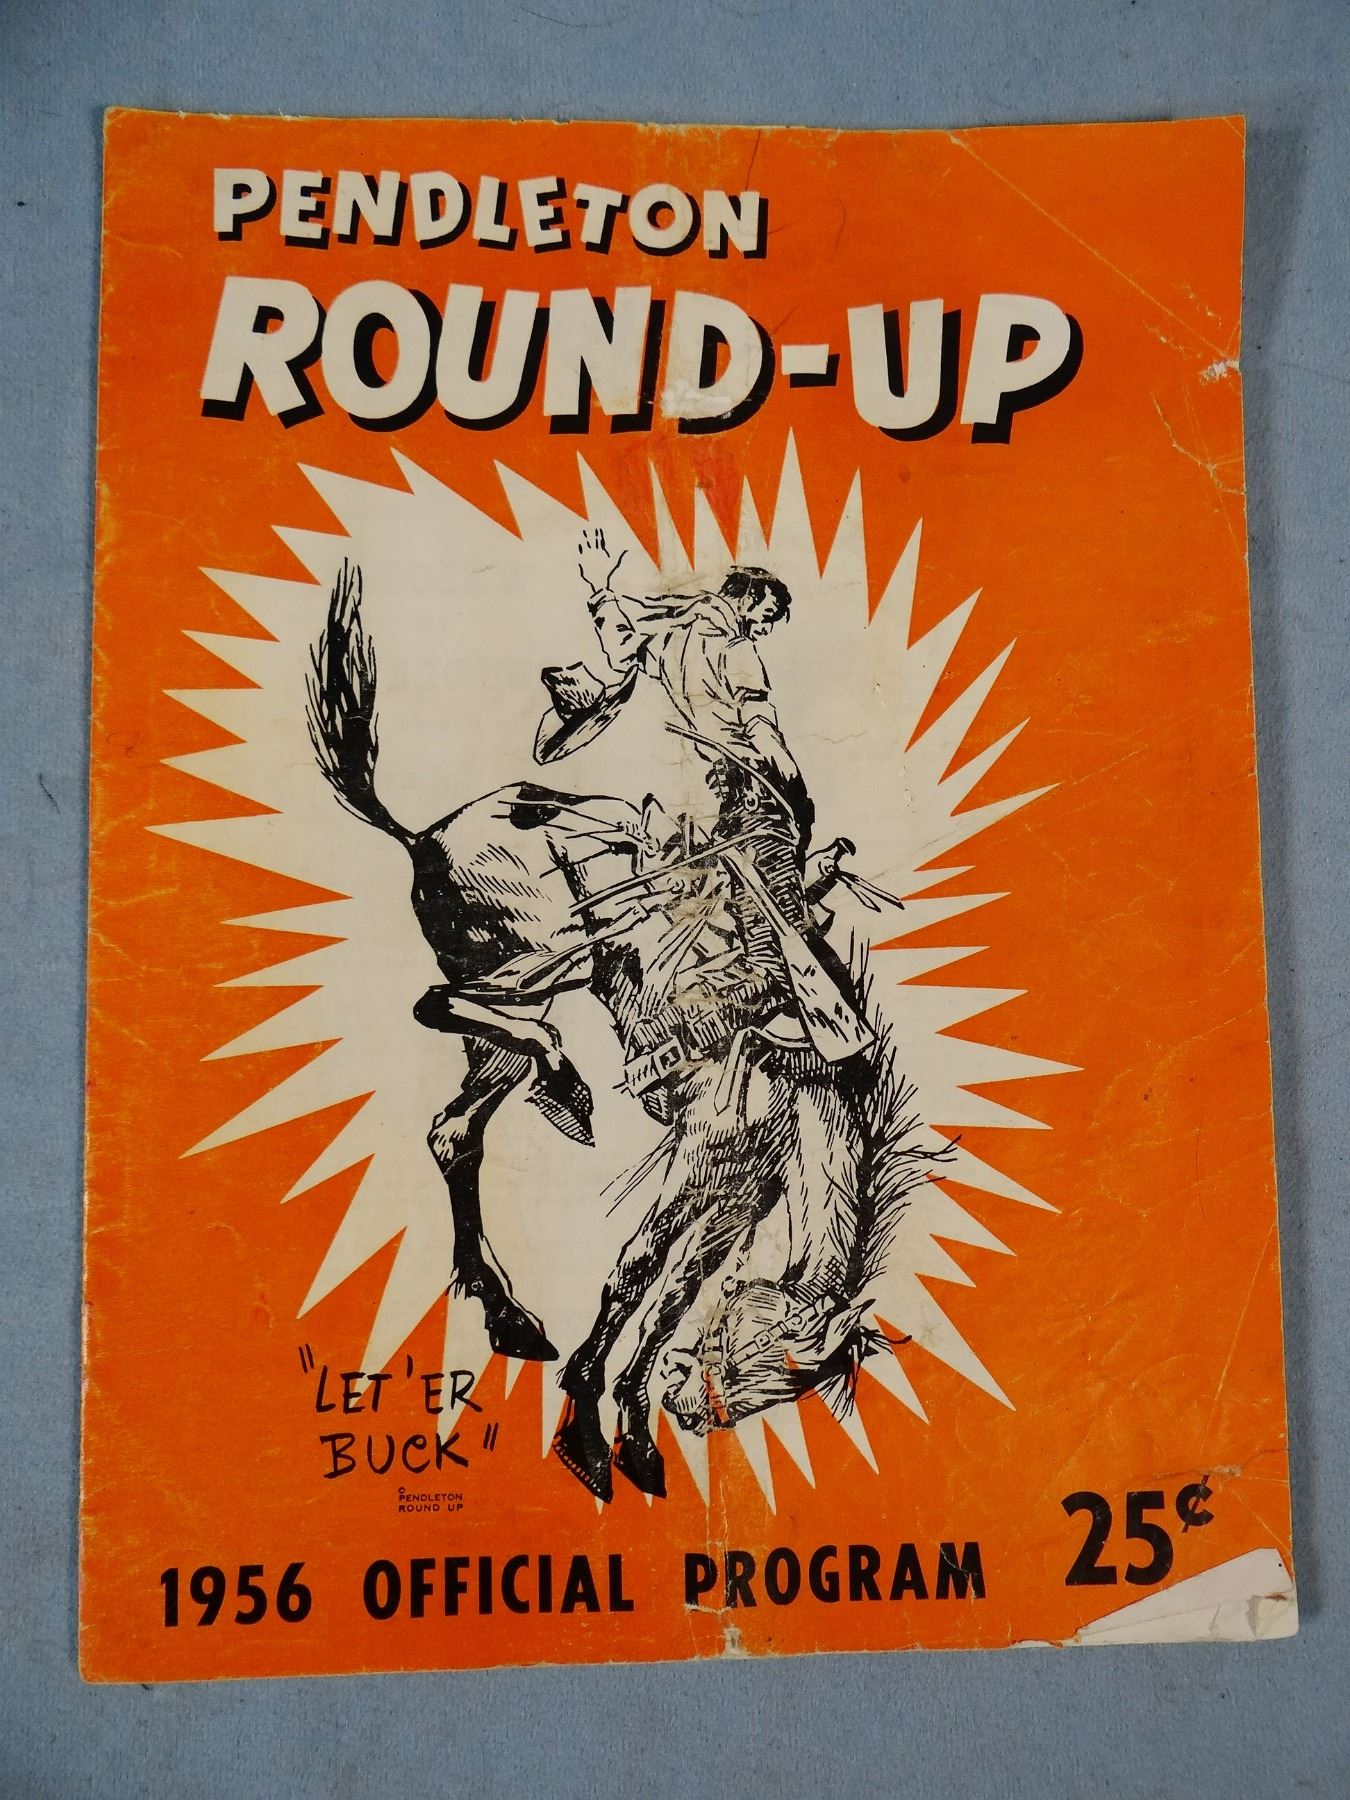 PENDLETON
ROUND-UP
"LET 'ER
BUCK"
©
PENDLETON
ROUND UP
25¢
1956 OFFICIAL PROGRAM